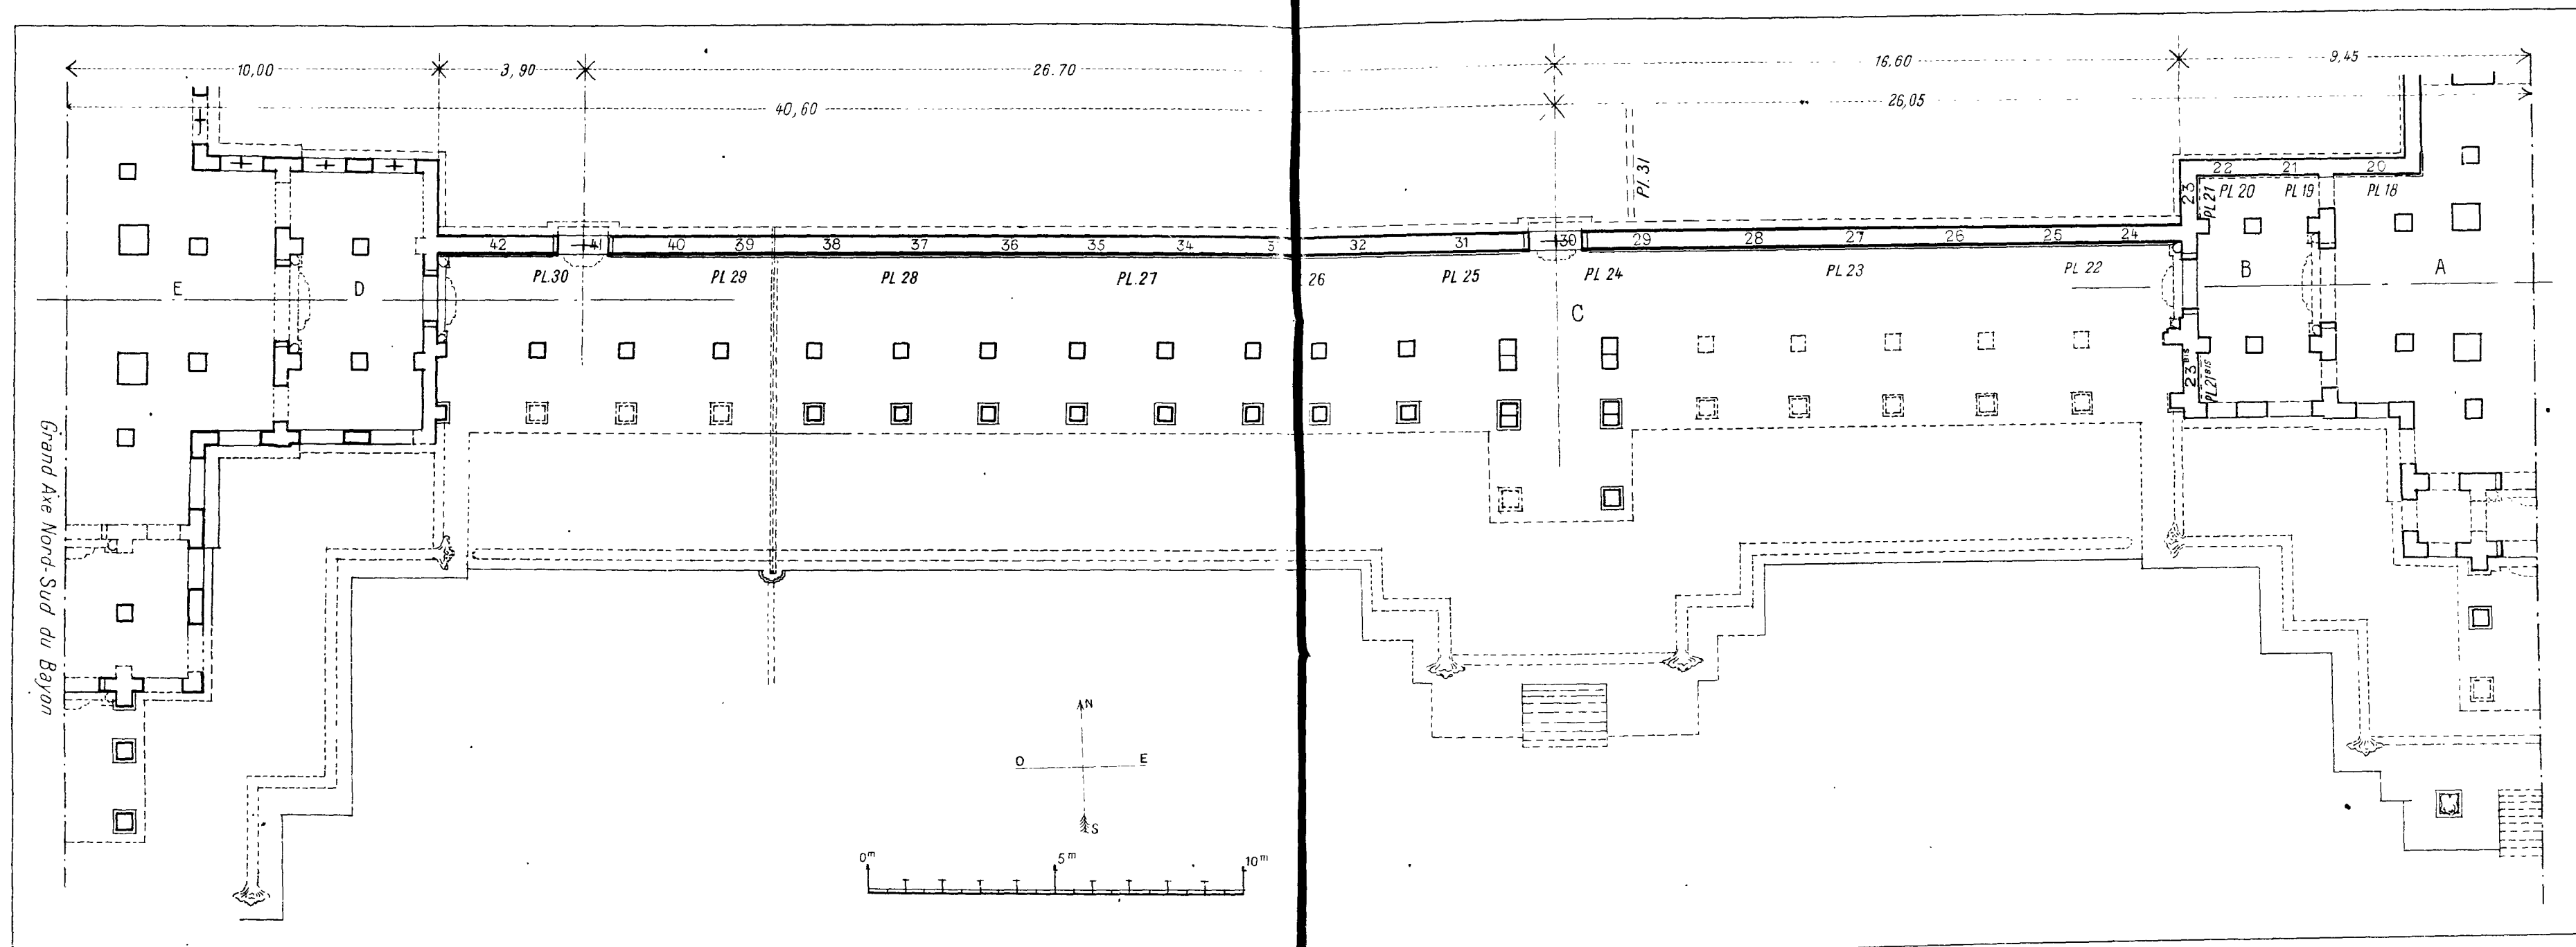 10,00 3,90 26.70 16,60 9,45
40,60 26,05
PL.31
22 21 20
23 PL 21 PL 20 PL 19 PL 18
42 41 40 39 38 37 36 35 34 3 32 31 30 29 28 27 26 25 24
PL.30 PL 29 PL 28 PL.27 26 PL 25 PL 24 PL 23 PL 22
E D C B A
23 BIS PL 21 BIS
Grand Axe Nord-Sud du Bayon
N
O E
S
0m 5m 10m